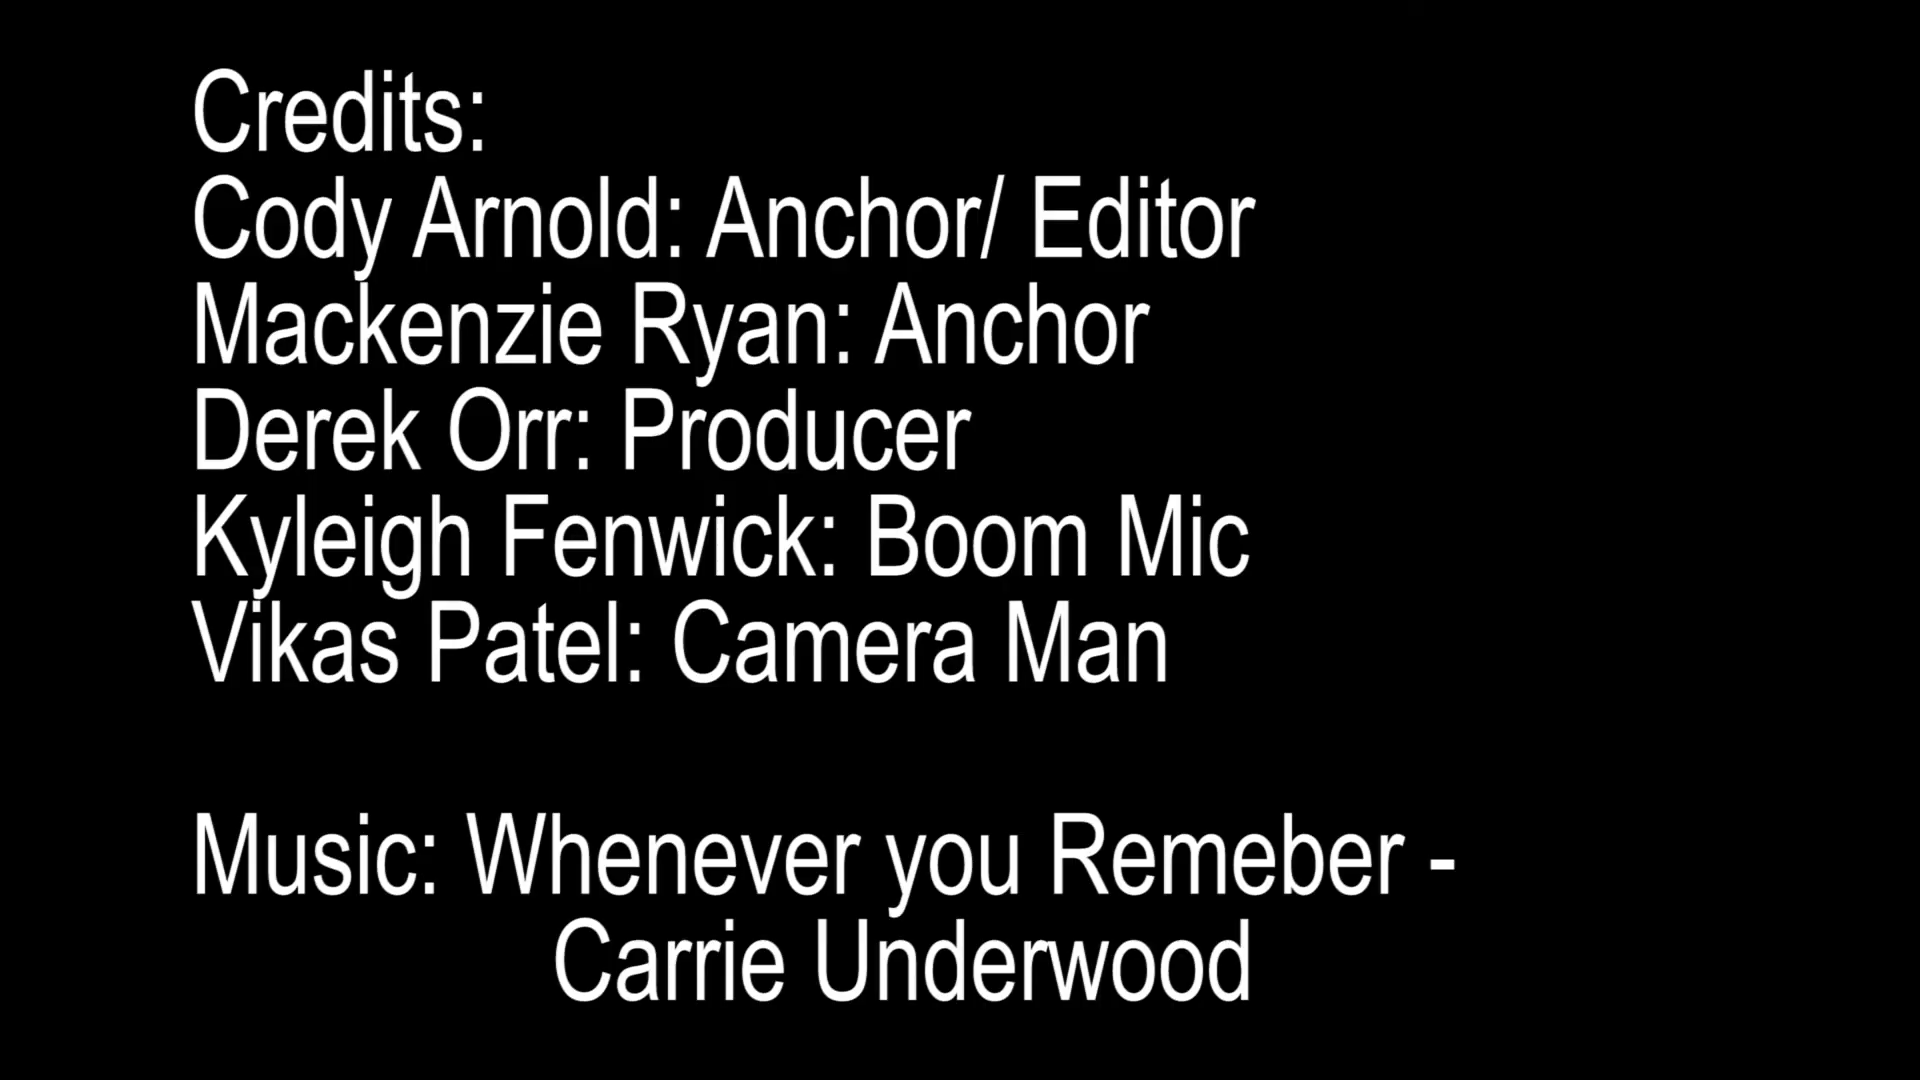 Credits:
Cody Arnold: Anchor/ Editor
Mackenzie Ryan: Anchor
Derek Orr: Producer
Kyleigh Fenwick: Boom Mic
Vikas Patel: Camera Man
Music: Whenever you Remeber -
Carrie Underwood